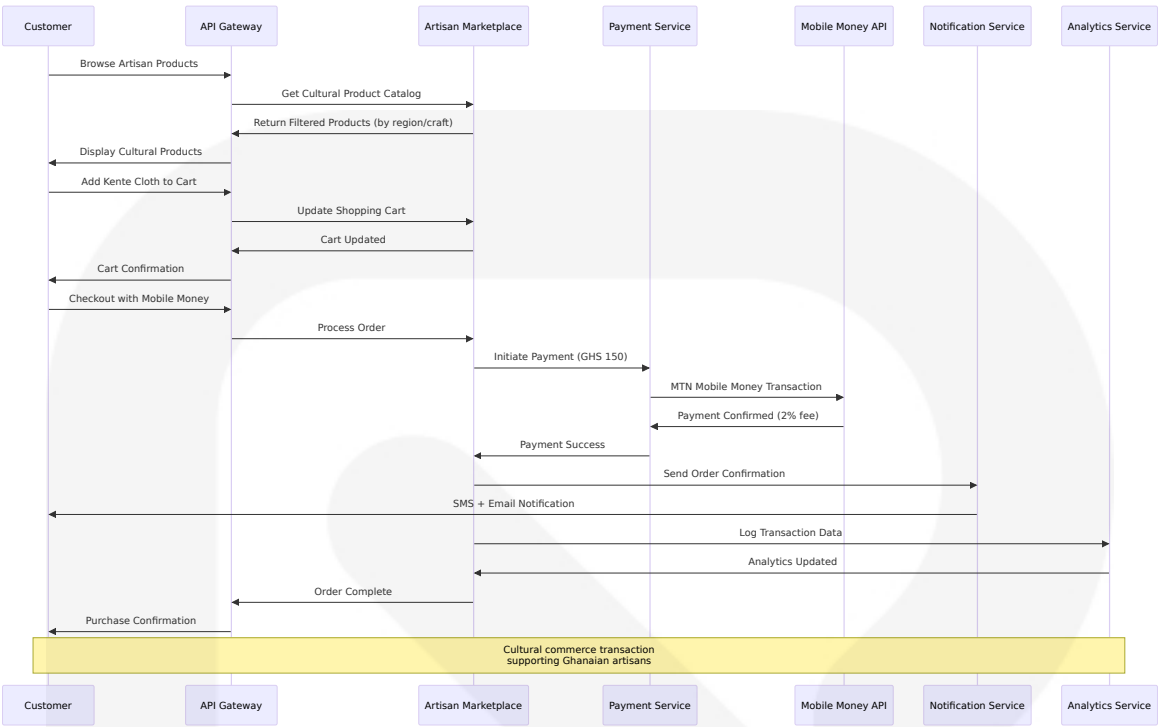 Customer
API Gateway
Artisan Marketplace
Payment Service
Mobile Money API
Notification Service
Analytics Service
Browse Artisan Products
Get Cultural Product Catalog
Return Filtered Products (by region/craft)
Display Cultural Products
Add Kente Cloth to Cart
Update Shopping Cart
Cart Updated
Cart Confirmation
Checkout with Mobile Money
Process Order
Initiate Payment (GHS 150)
MTN Mobile Money Transaction
Payment Confirmed (2% fee)
Payment Success
Send Order Confirmation
SMS + Email Notification
Log Transaction Data
Analytics Updated
Order Complete
Purchase Confirmation
Cultural commerce transaction
supporting Ghanaian artisans
Customer
API Gateway
Artisan Marketplace
Payment Service
Mobile Money API
Notification Service
Analytics Service